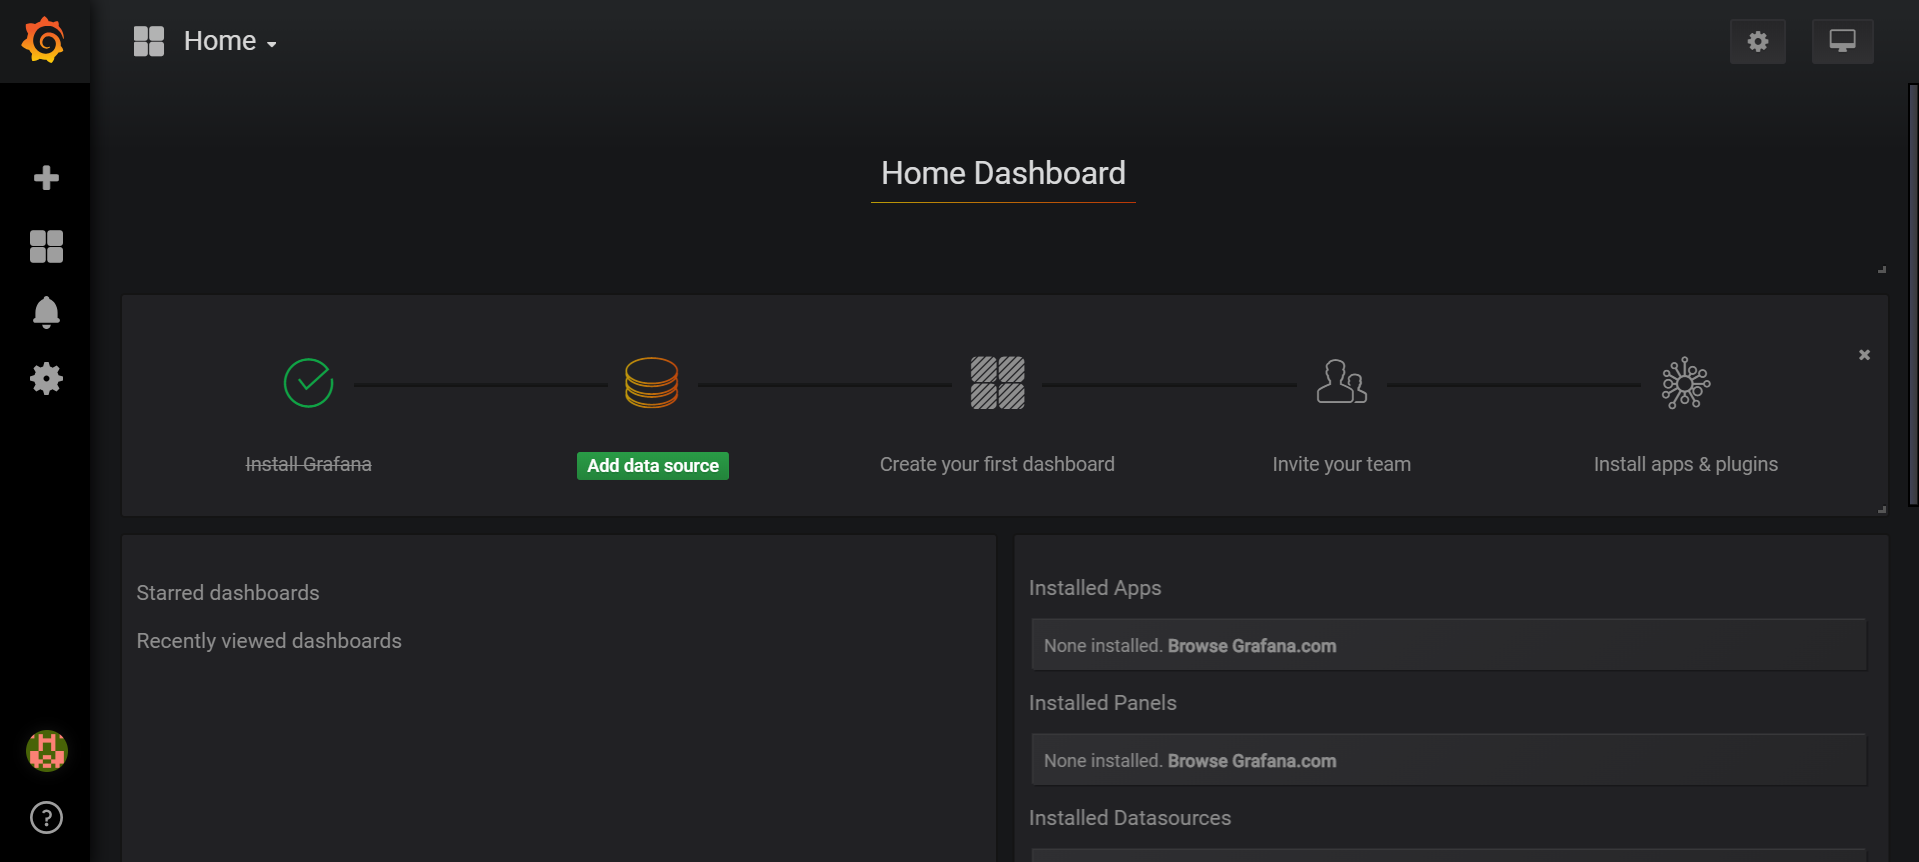 Home
Home Dashboard
Install Grafana
Add data source
Create your first dashboard
Invite your team
Install apps & plugins
Starred dashboards
Recently viewed dashboards
Installed Apps
None installed. Browse Grafana.com
Installed Panels
None installed. Browse Grafana.com
Installed Datasources